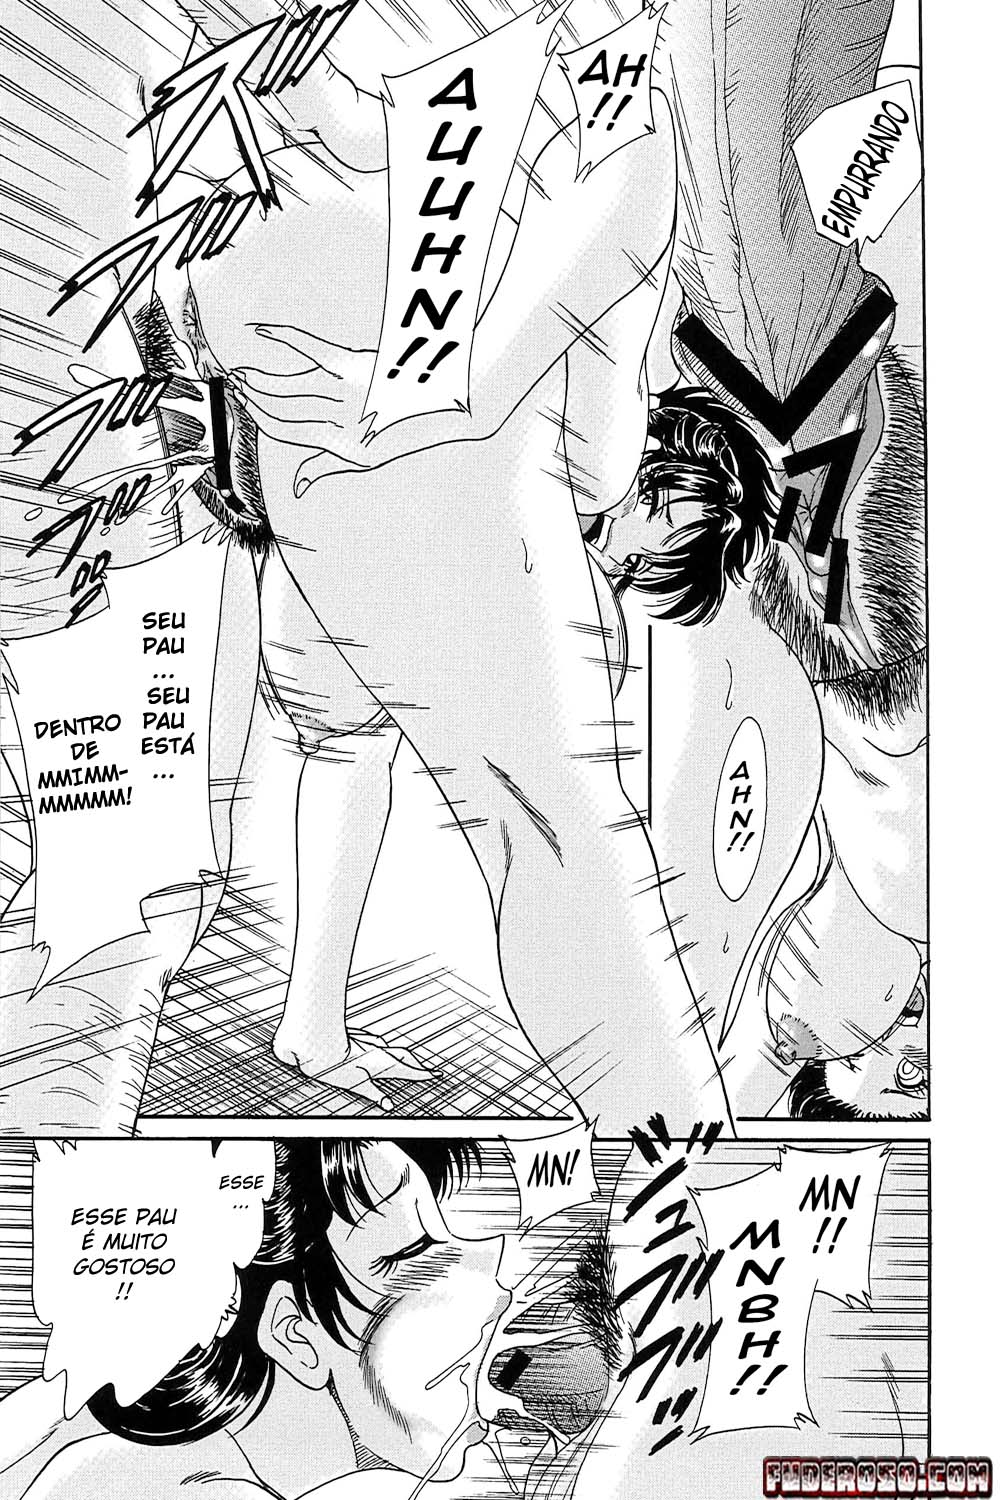 AH
!!
AUUHN!!
EMPURRANDO
SEU
PAU
...
SEU
PAU
ESTÁ
...
DENTRO
DE
MMIMM-
MMMMMM!
AHN!!
MN
!!
MNBH!!
MN!
ESSE
...
ESSE PAU
É MUITO
GOSTOSO
!!
FUDEROSO.COM